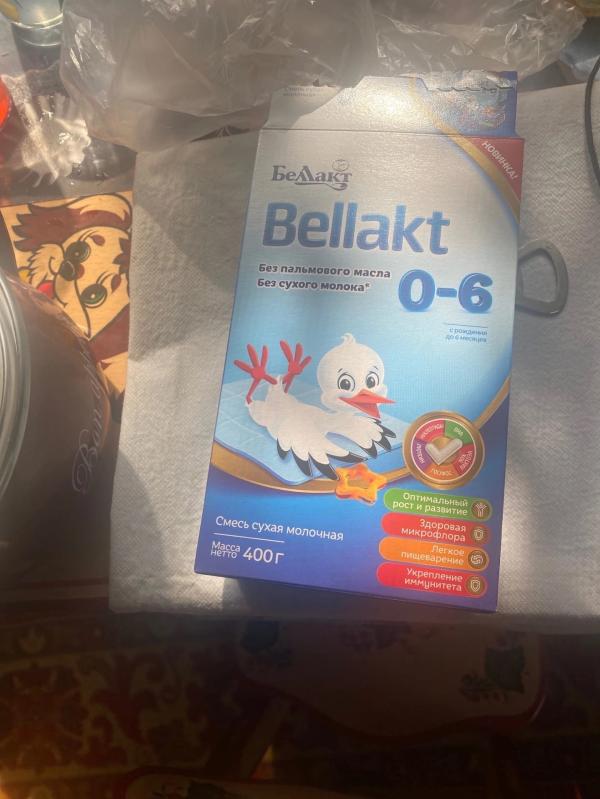 НОВИНКА!
Беллакт
Bellakt
Без пальмового масла
Без сухого молока*
0-6
с рождения
до 6 месяцев
Оптимальный
рост и развитие
Здоровая
микрофлора
Легкое
пищеварение
Укрепление
иммунитета
Смесь сухая молочная
Масса
нетто 400 г